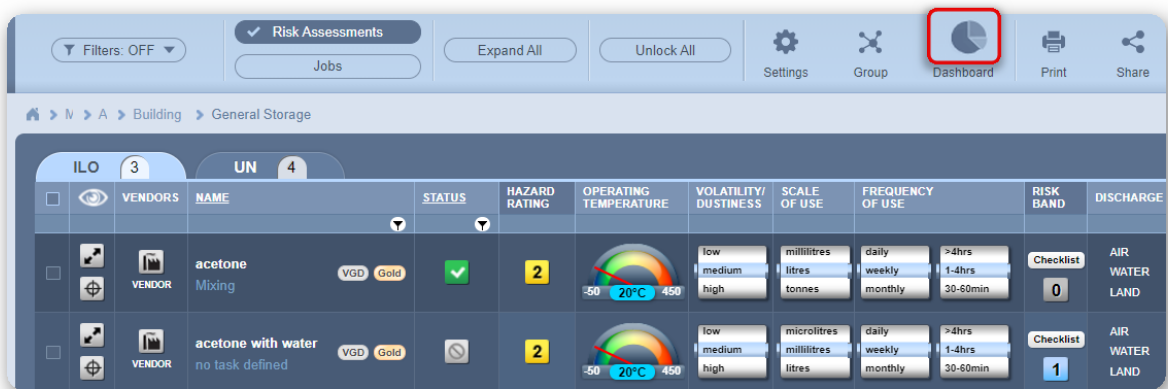 Filters: OFF
Risk Assessments
Jobs
Expand All
Unlock All
Settings
Group
Dashboard
Print
Share
M > A > Building > General Storage
ILO 3
UN 4
VENDORS
NAME
STATUS
HAZARD RATING
OPERATING TEMPERATURE
VOLATILITY/ DUSTINESS
SCALE OF USE
FREQUENCY OF USE
RISK BAND
DISCHARGE
VENDOR
acetone
Mixing
VGD Gold
2
-50 20°C 450
low
medium
high
millilitres
litres
tonnes
daily
weekly
monthly
>4hrs
1-4hrs
30-60min
Checklist
0
AIR
WATER
LAND
VENDOR
acetone with water
no task defined
VGD Gold
2
-50 20°C 450
low
medium
high
microlitres
millilitres
litres
daily
weekly
monthly
>4hrs
1-4hrs
30-60min
Checklist
1
AIR
WATER
LAND